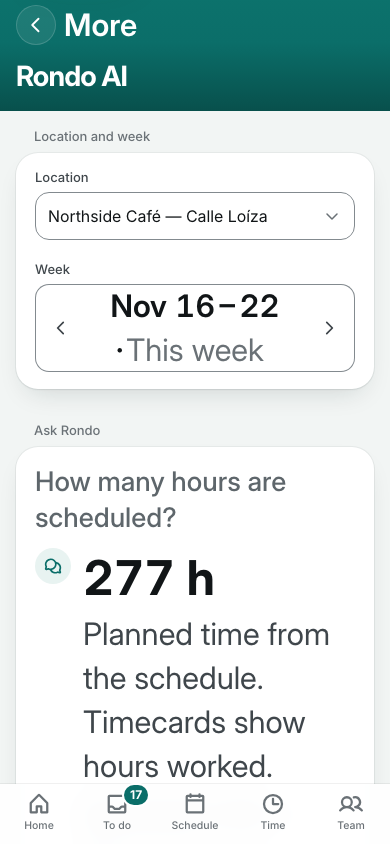 More
Rondo AI
Location and week
Location
Northside Café — Calle Loíza
Week
Nov 16–22
·This week
Ask Rondo
How many hours are
scheduled?
277 h
Planned time from
the schedule.
Timecards show
hours worked.
17
Home
To do
Schedule
Time
Team